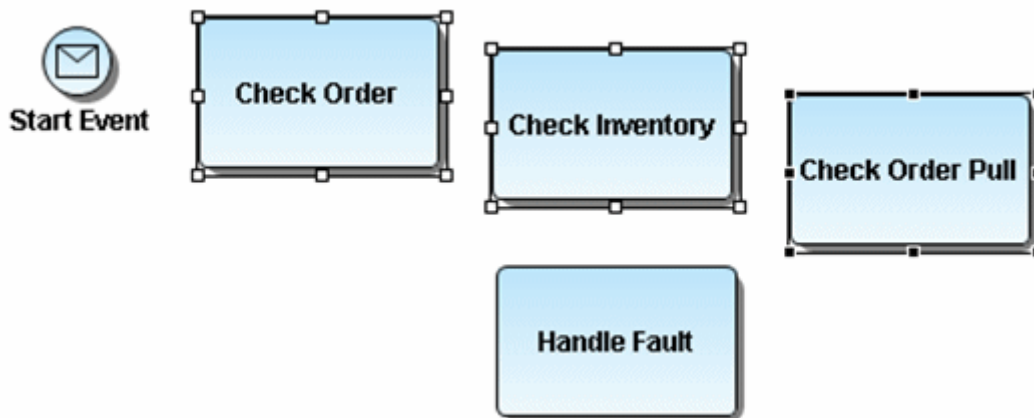 Start Event
Check Order
Check Inventory
Check Order Pull
Handle Fault